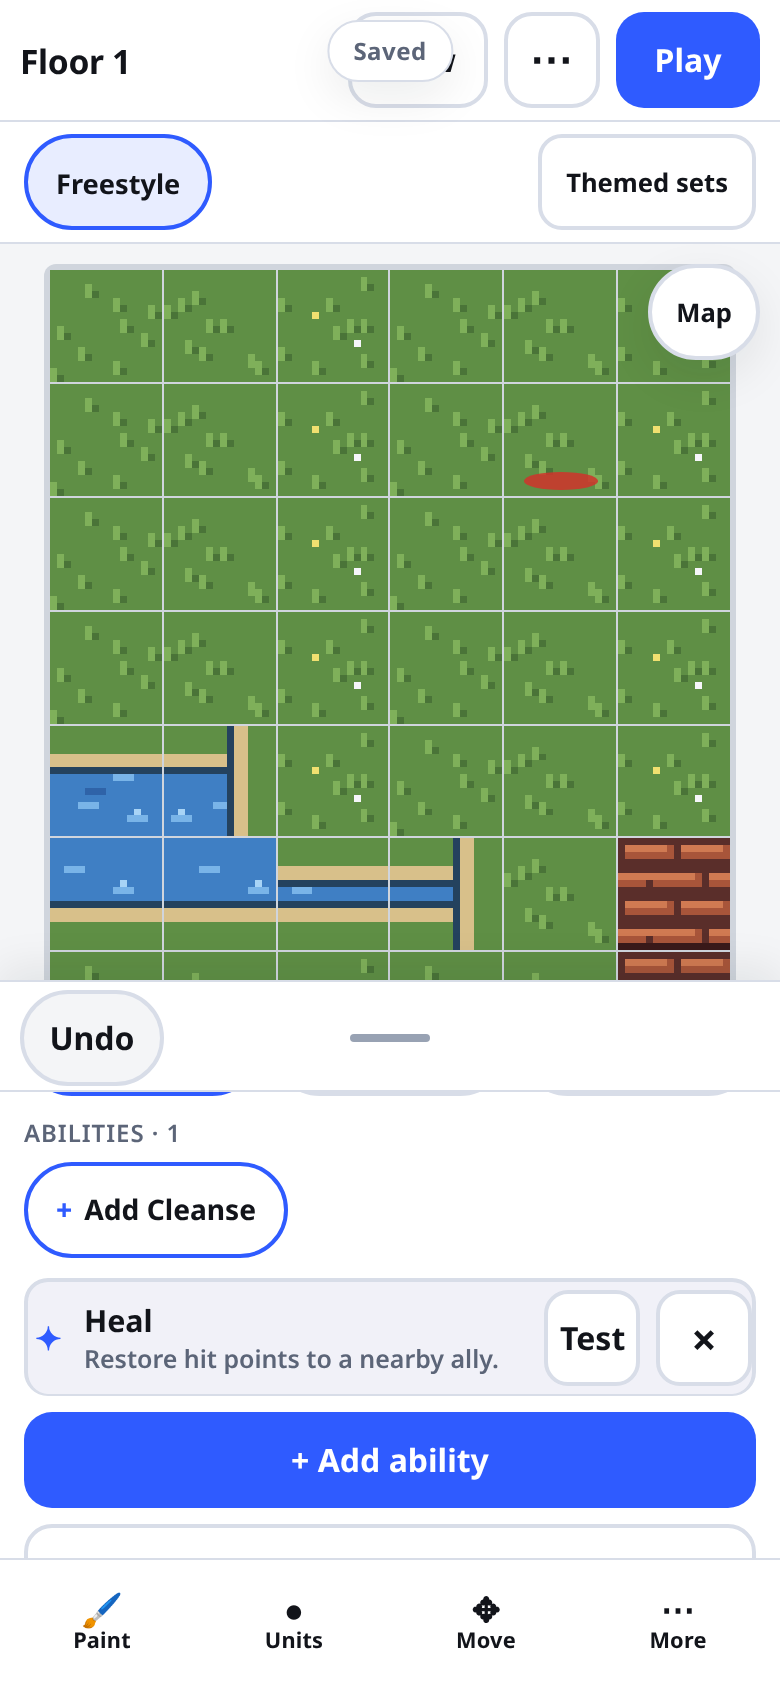 Floor 1
Saved
...
Play
Freestyle
Themed sets
Map
Undo
ABILITIES · 1
+ Add Cleanse
Heal
Restore hit points to a nearby ally.
Test
×
+ Add ability
Paint
Units
Move
More